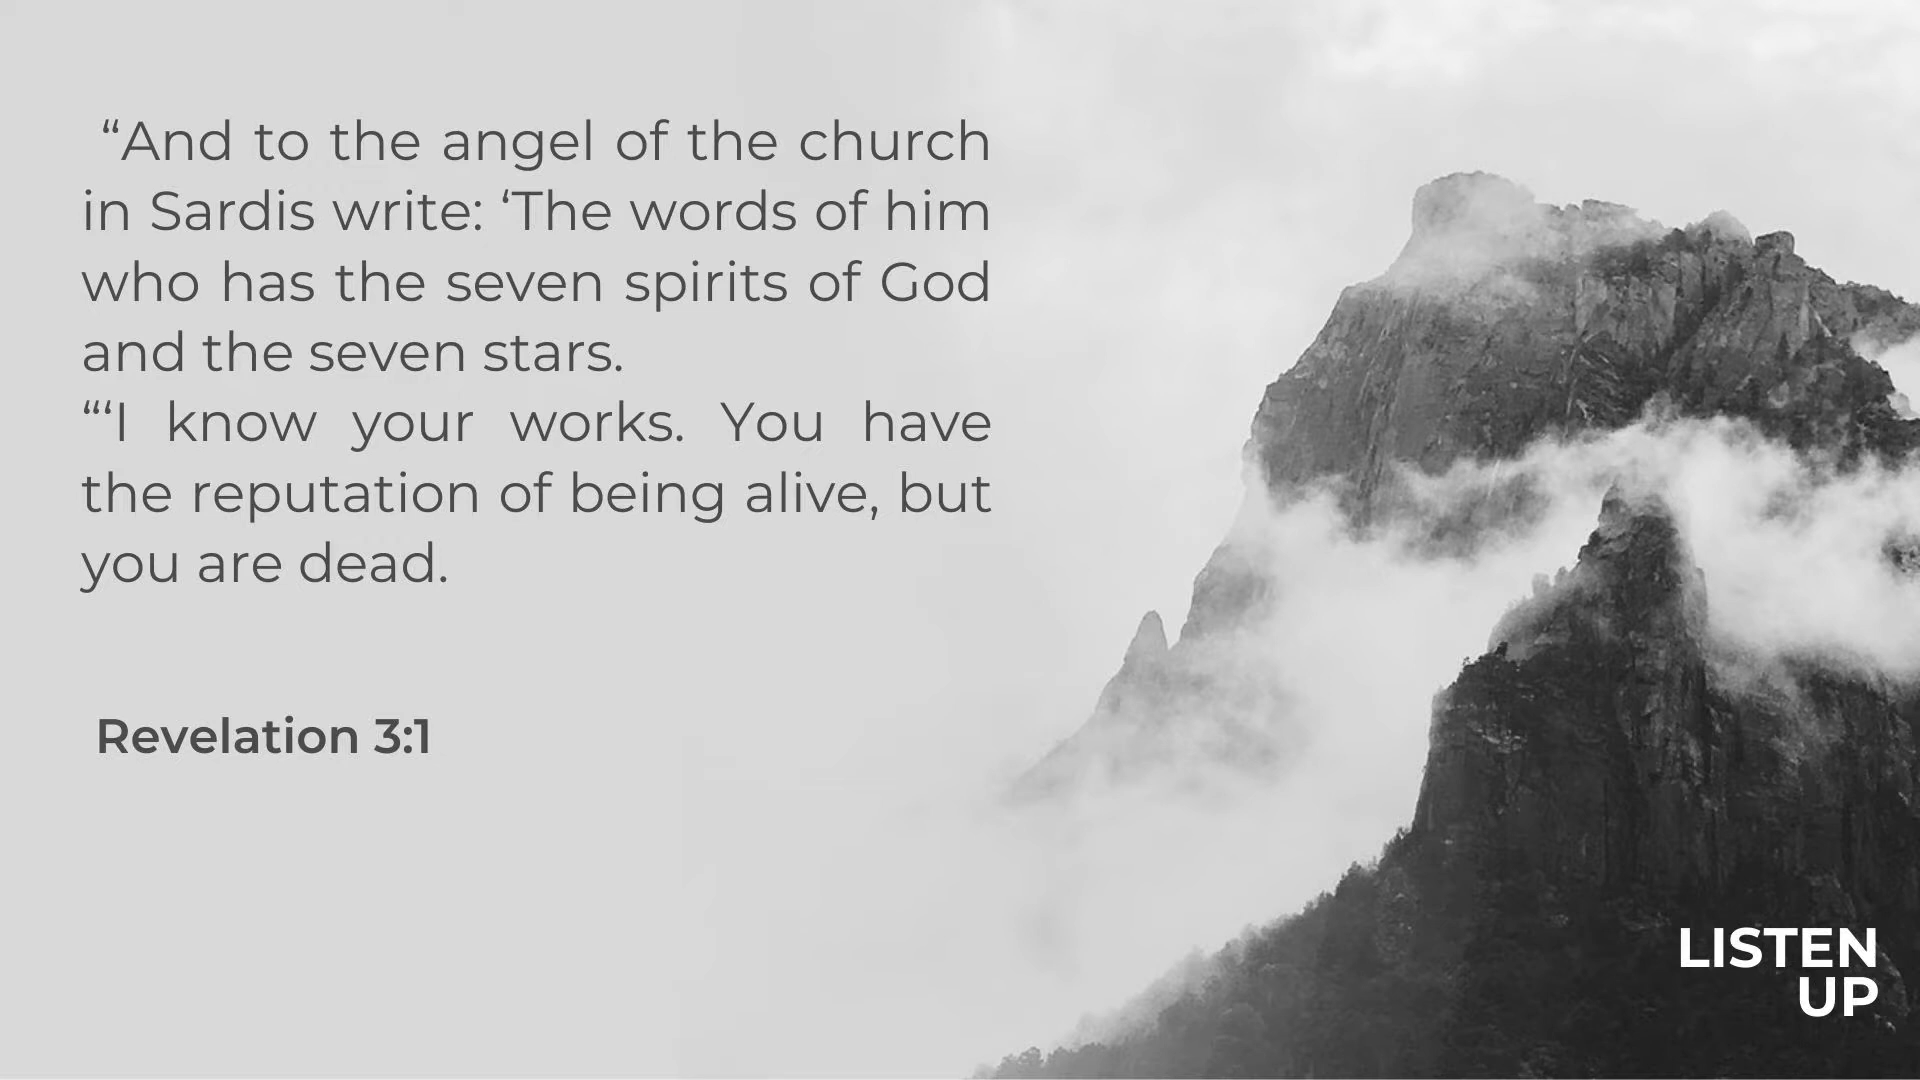 “And to the angel of the church
in Sardis write: ‘The words of him
who has the seven spirits of God
and the seven stars.
“‘I know your works. You have
the reputation of being alive, but
you are dead.
Revelation 3:1
LISTEN
UP